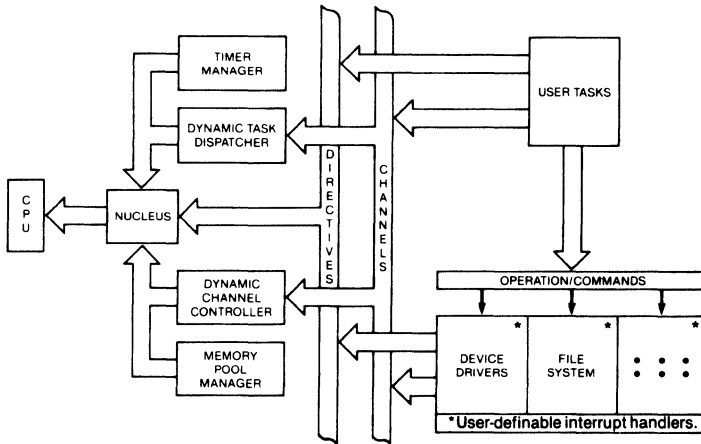 TIMER
MANAGER
DYNAMIC TASK
DISPATCHER
CPU
NUCLEUS
DYNAMIC
CHANNEL
CONTROLLER
MEMORY
POOL
MANAGER
DIRECTIVES
CHANNELS
USER TASKS
OPERATION/COMMANDS
DEVICE
DRIVERS
*
FILE
SYSTEM
*
*
*User-definable interrupt handlers.